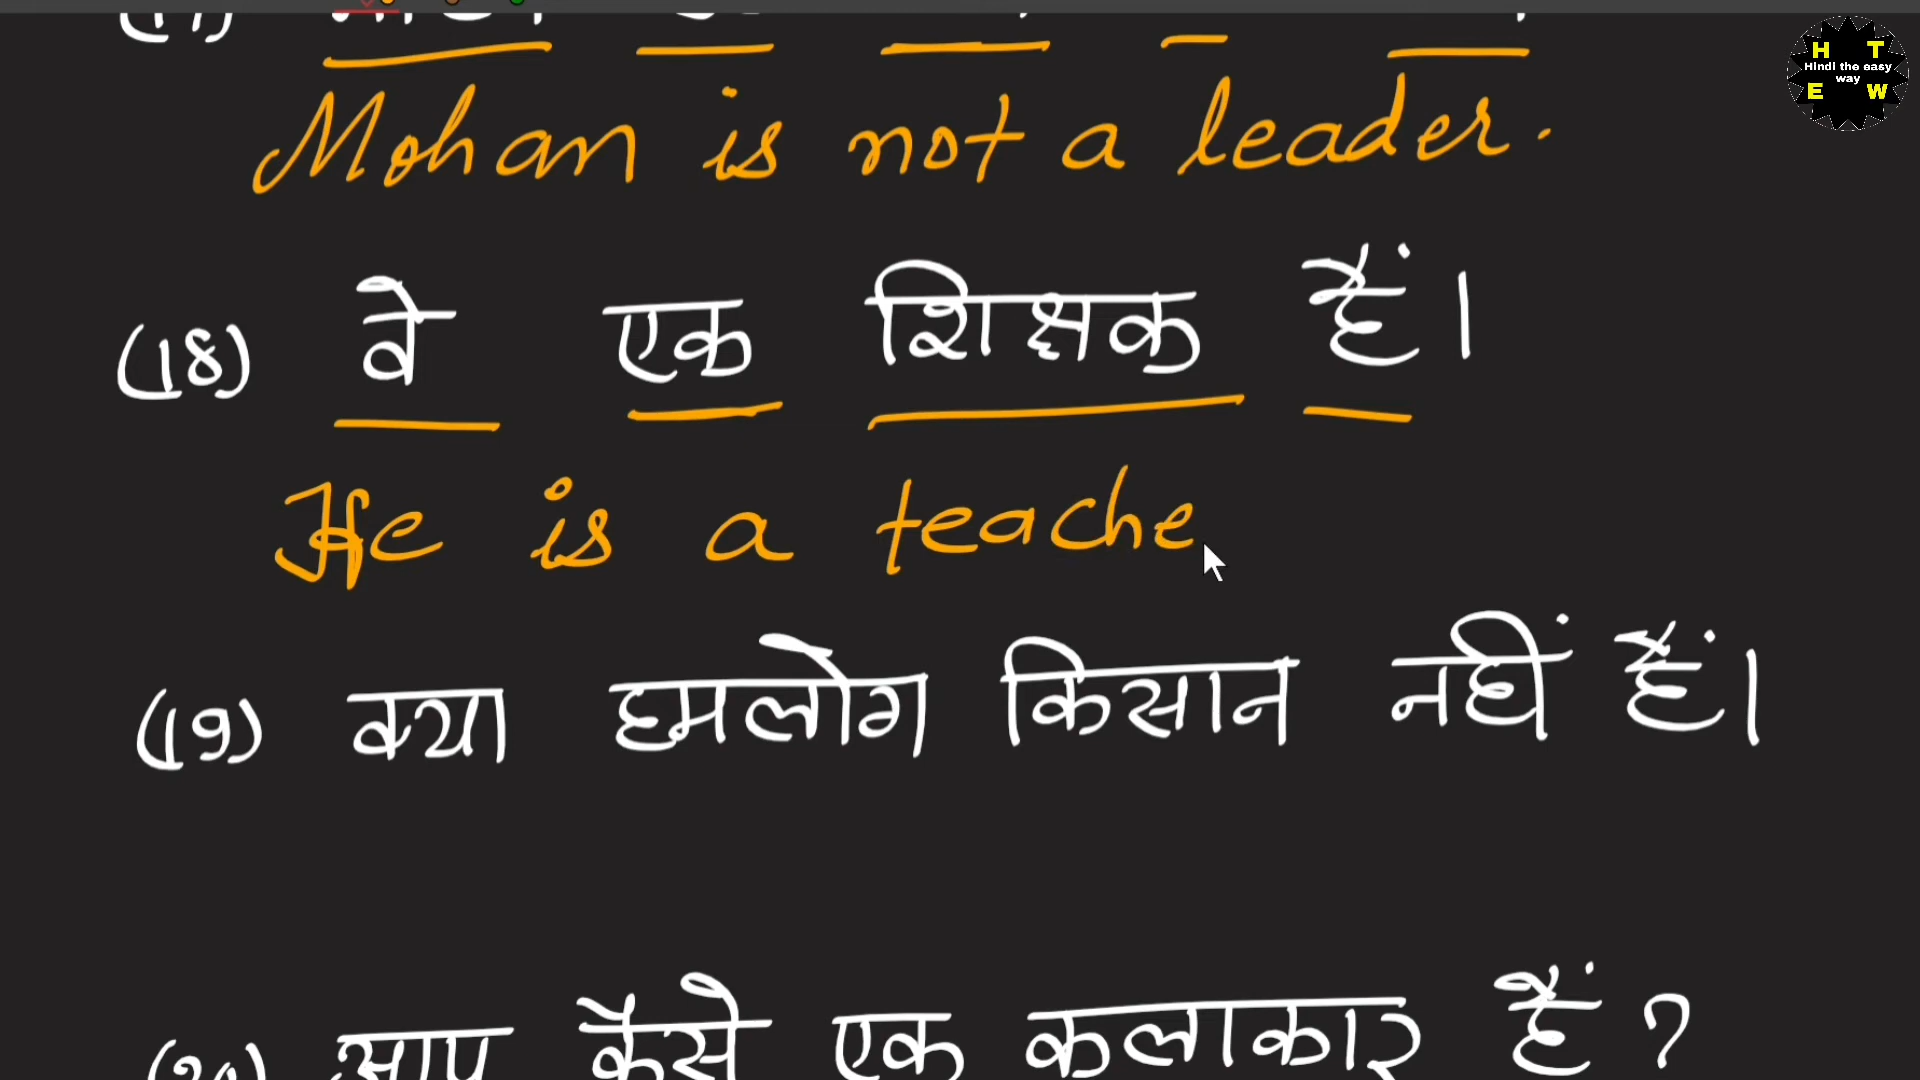 Mohan is not a leader.
(18) वे एक शिक्षक हैं।
He is a teache
(19) क्या हमलोग किसान नहीं हैं।
आप कैसे एक कलाकार हैं?
H T
Hindi the easy
way
E W